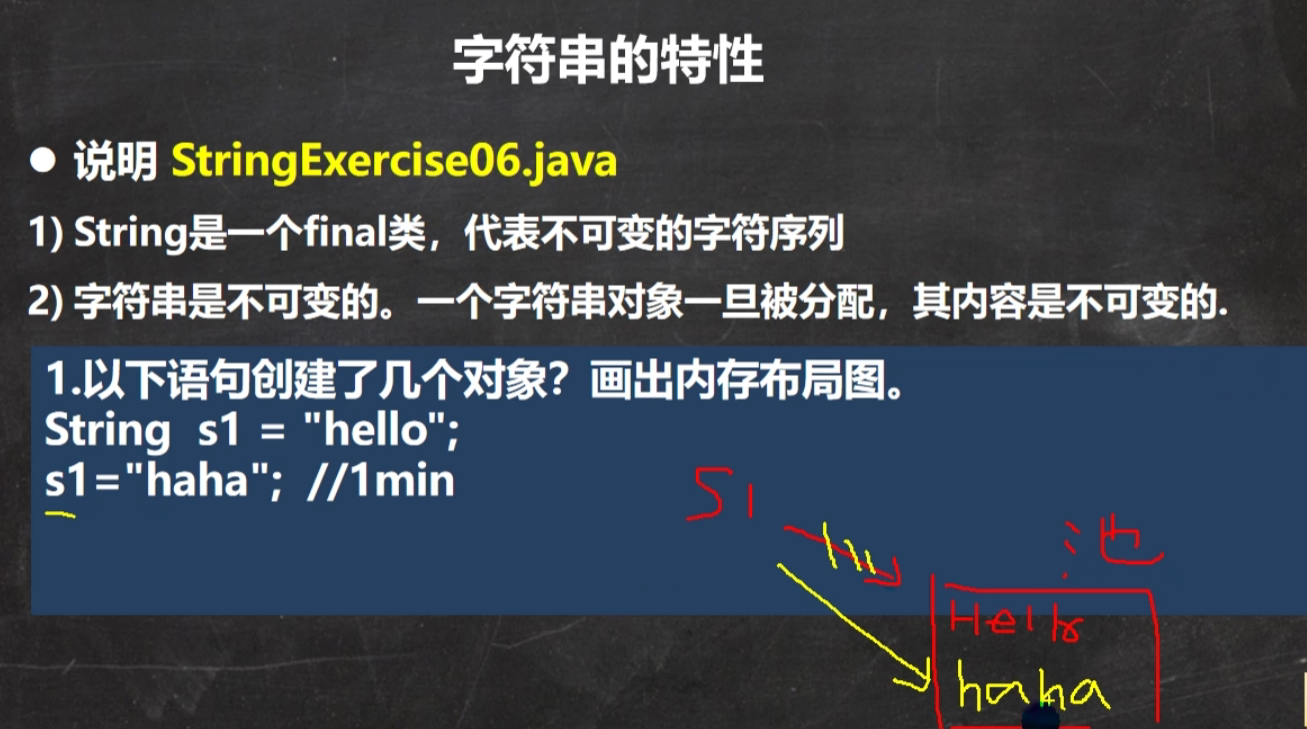 字符串的特性
● 说明 StringExercise06.java
1) String是一个final类，代表不可变的字符序列
2) 字符串是不可变的。一个字符串对象一旦被分配，其内容是不可变的.
1.以下语句创建了几个对象？画出内存布局图。
String s1 = "hello";
s1="haha"; //1min
S1
池
Hello
haha